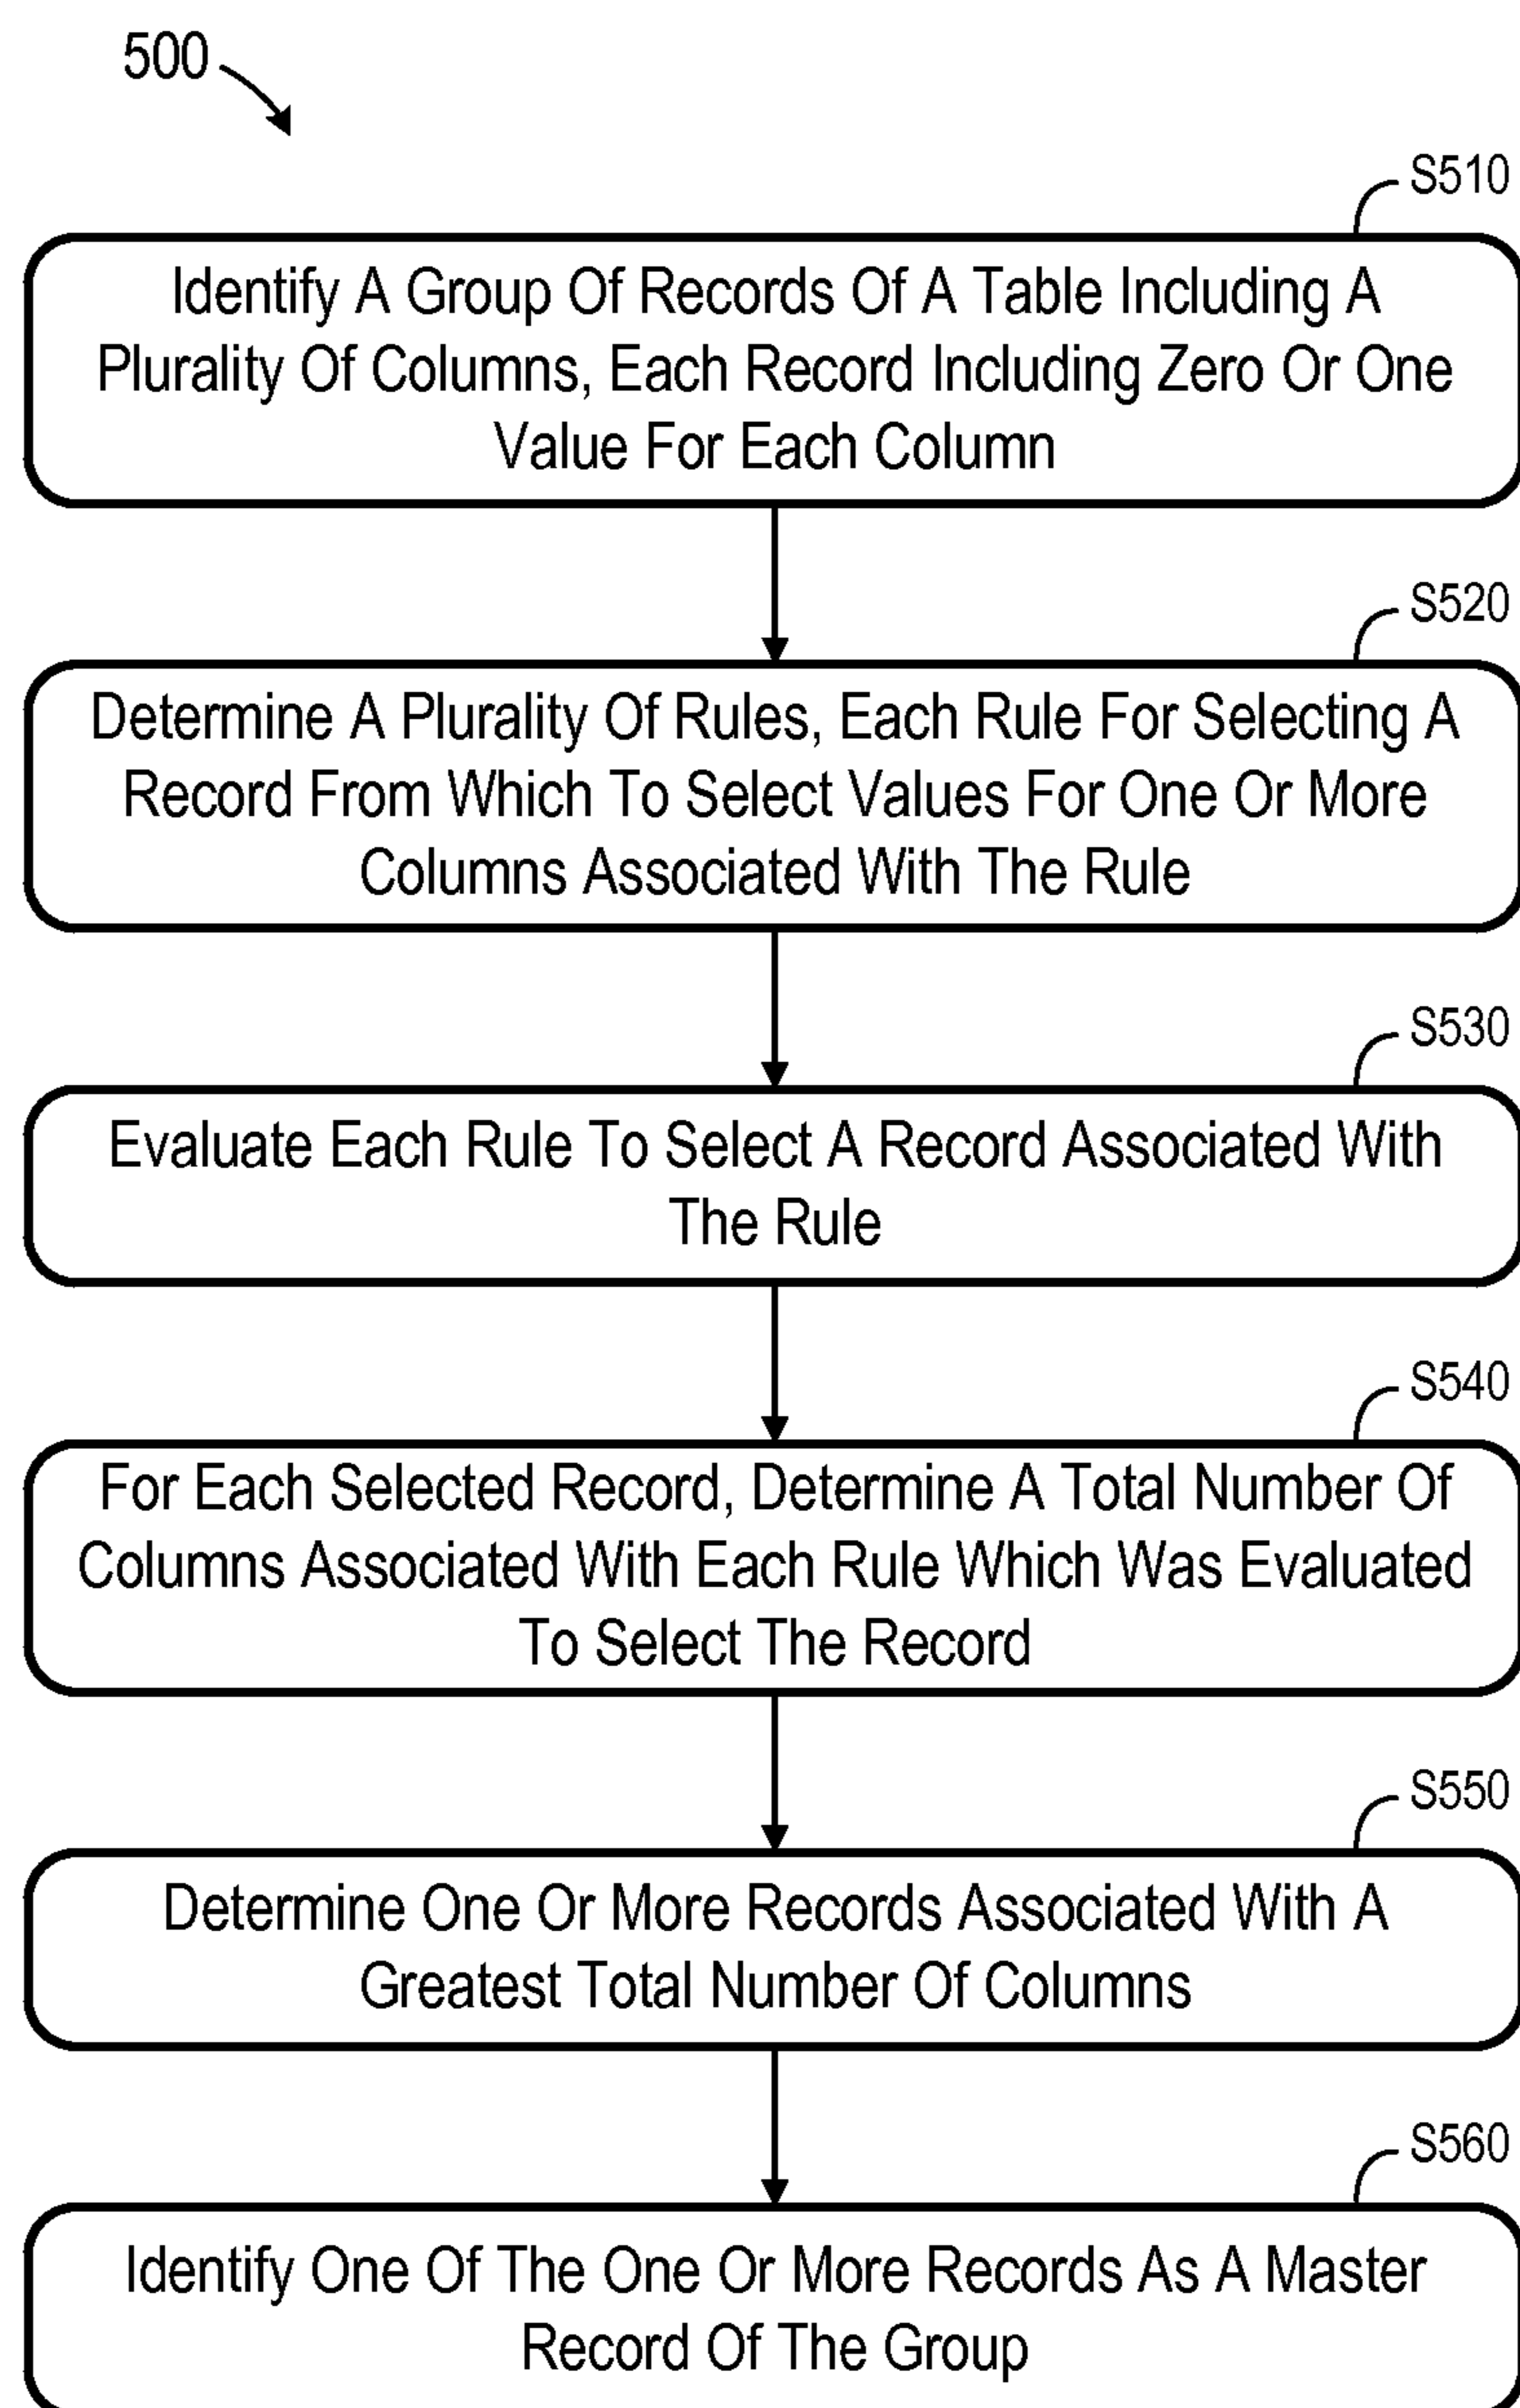 500
S510
Identify A Group Of Records Of A Table Including A
Plurality Of Columns, Each Record Including Zero Or One
Value For Each Column
S520
Determine A Plurality Of Rules, Each Rule For Selecting A
Record From Which To Select Values For One Or More
Columns Associated With The Rule
S530
Evaluate Each Rule To Select A Record Associated With
The Rule
S540
For Each Selected Record, Determine A Total Number Of
Columns Associated With Each Rule Which Was Evaluated
To Select The Record
S550
Determine One Or More Records Associated With A
Greatest Total Number Of Columns
S560
Identify One Of The One Or More Records As A Master
Record Of The Group